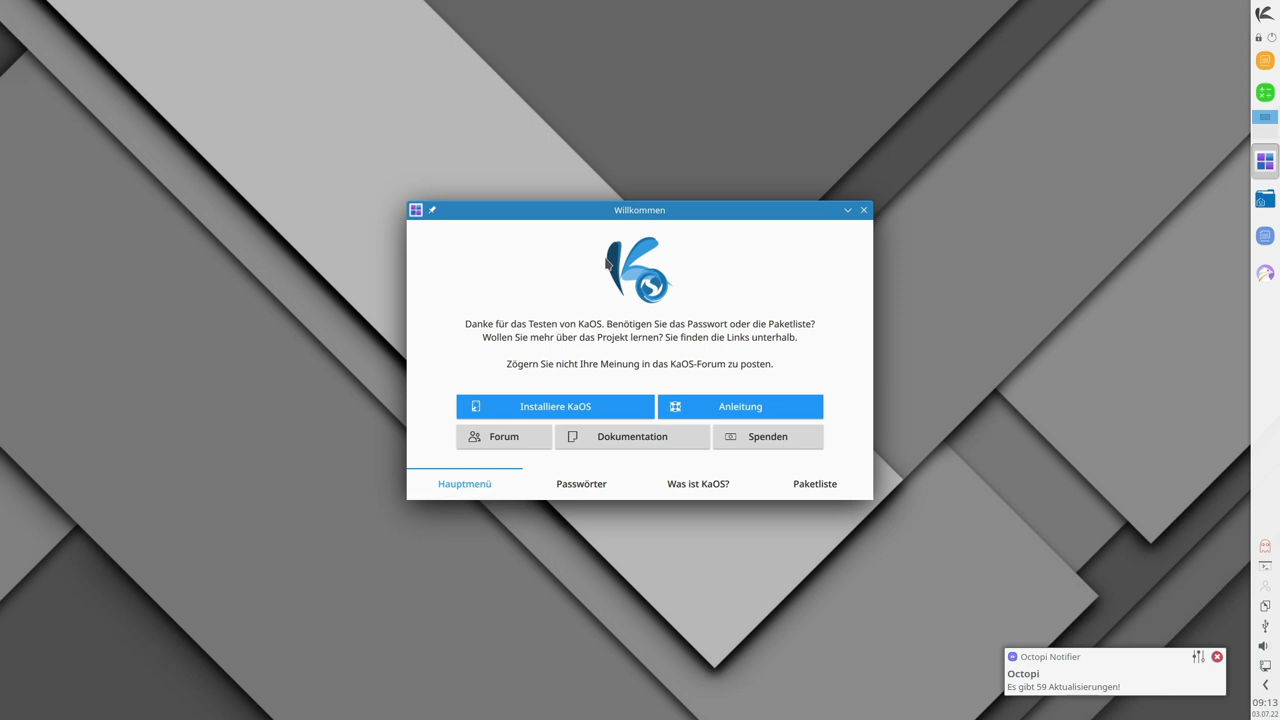 Willkommen
Danke für das Testen von KaOS. Benötigen Sie das Passwort oder die Paketliste?
Wollen Sie mehr über das Projekt lernen? Sie finden die Links unterhalb.
Zögern Sie nicht Ihre Meinung in das KaOS-Forum zu posten.
Installiere KaOS
Anleitung
Forum
Dokumentation
Spenden
Hauptmenü
Passwörter
Was ist KaOS?
Paketliste
Octopi Notifier
Octopi
Es gibt 59 Aktualisierungen!
09:13
03.07.22